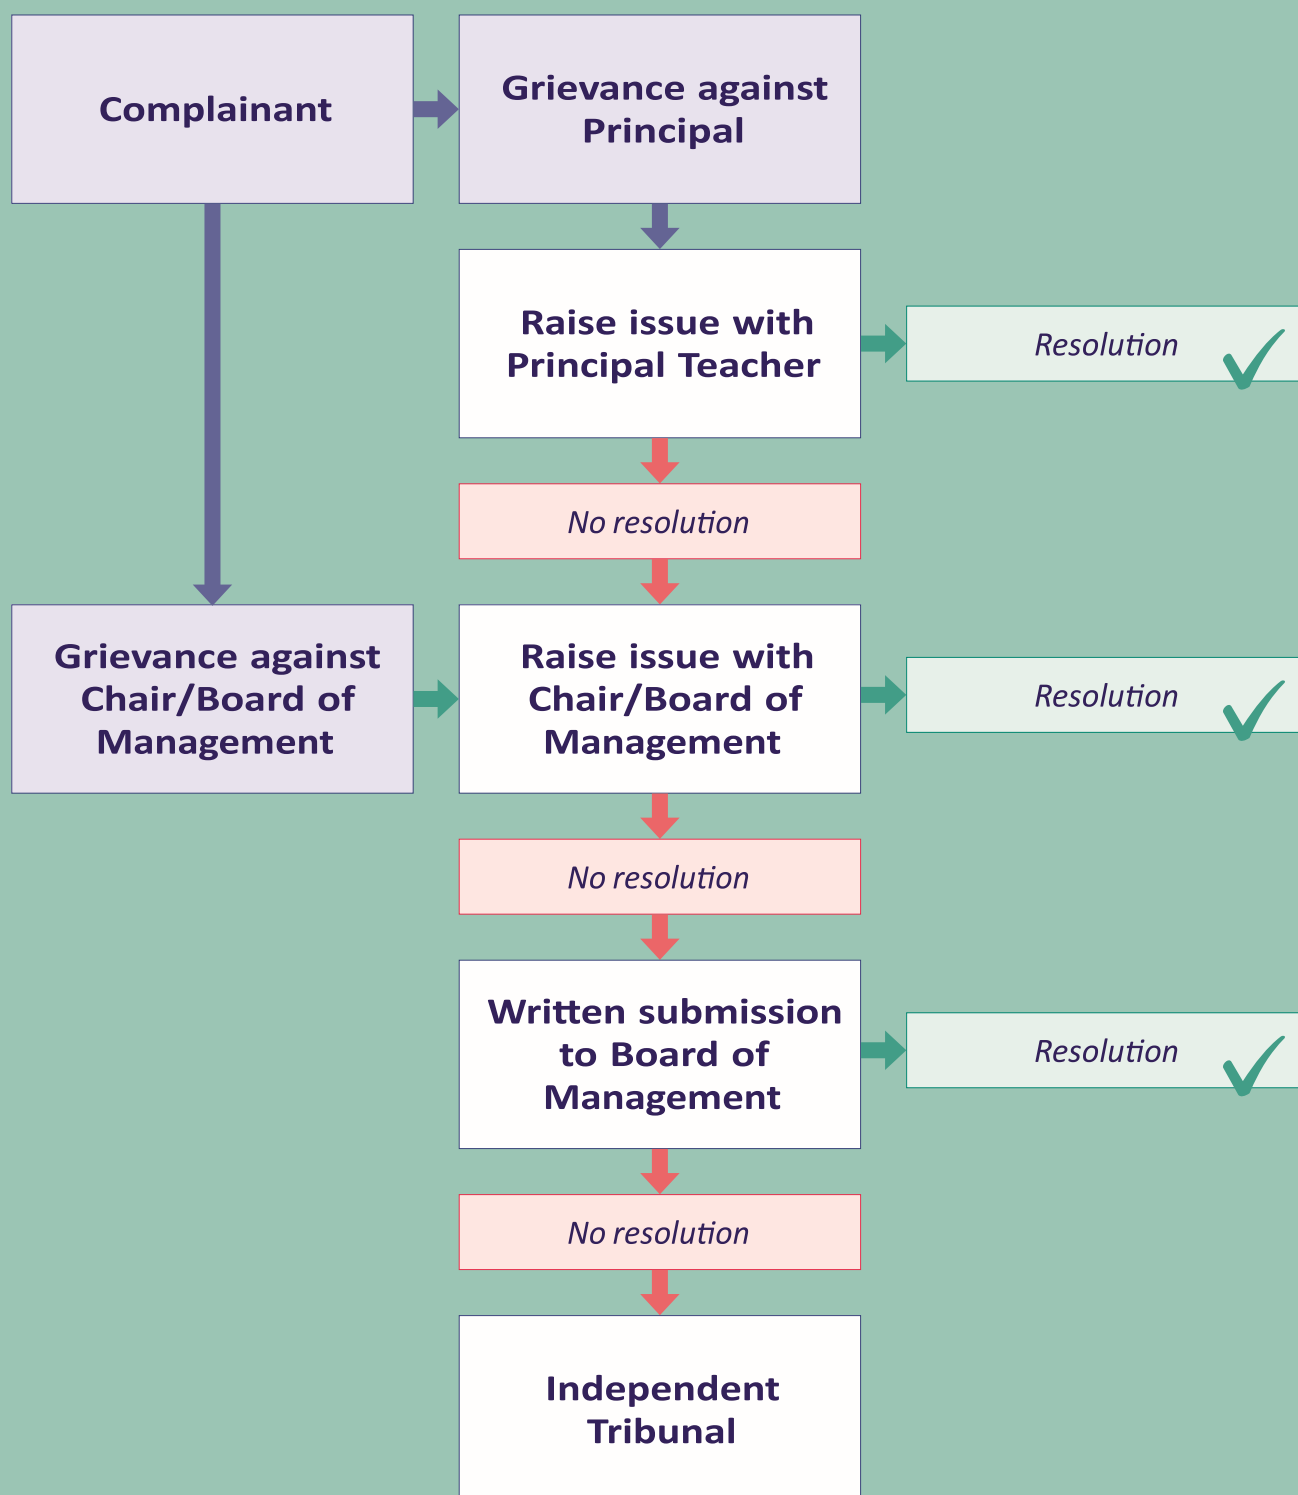 Complainant
Grievance against
Principal
Raise issue with
Principal Teacher
Resolution
No resolution
Grievance against
Chair/Board of
Management
Raise issue with
Chair/Board of
Management
Resolution
No resolution
Written submission
to Board of
Management
Resolution
No resolution
Independent
Tribunal